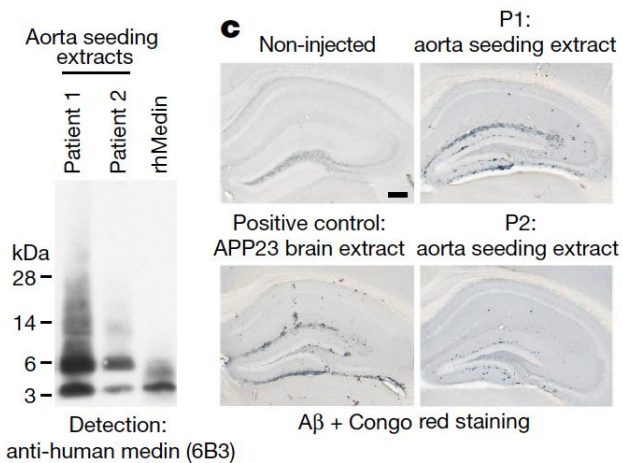 Aorta seeding
extracts
Patient 1
Patient 2
rhMedin
kDa
28
14
6
3
Detection:
anti-human medin (6B3)
c
Non-injected
P1:
aorta seeding extract
Positive control:
APP23 brain extract
P2:
aorta seeding extract
Aβ + Congo red staining